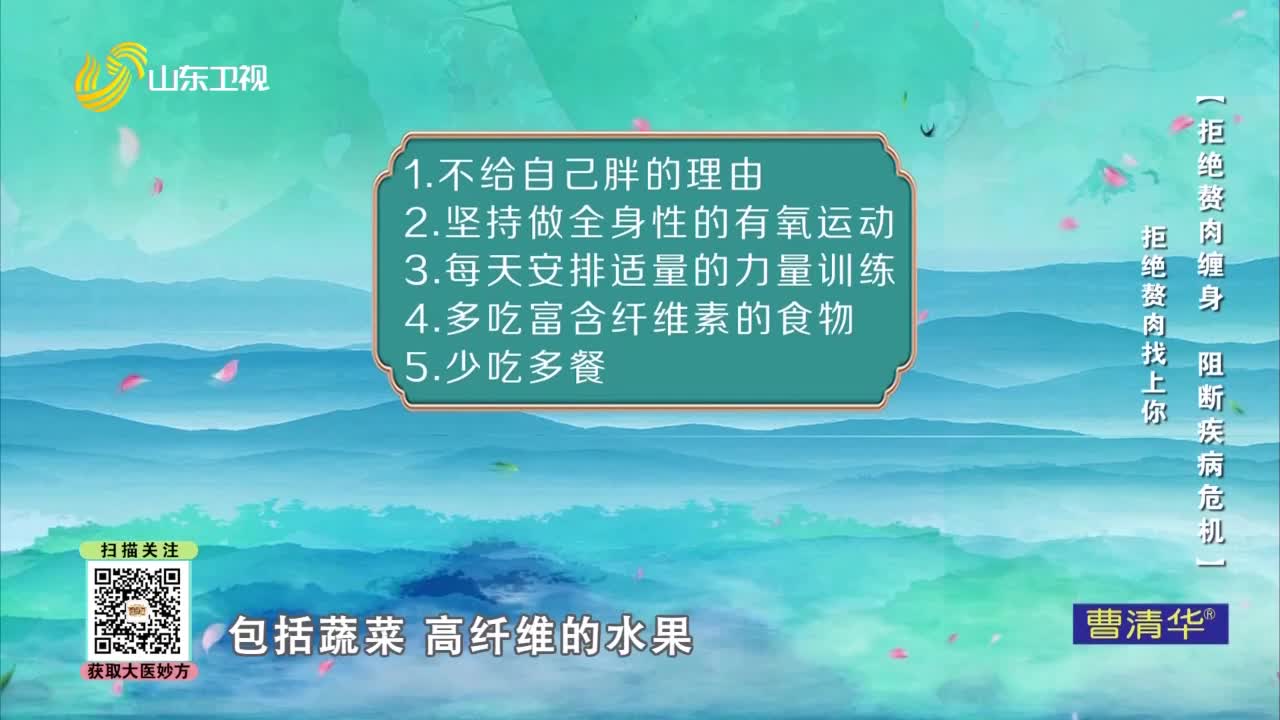 山东卫视
1.不给自己胖的理由
2.坚持做全身性的有氧运动
3.每天安排适量的力量训练
4.多吃富含纤维素的食物
5.少吃多餐
【拒绝赘肉缠身 阻断疾病危机】
拒绝赘肉找上你
扫描关注
获取大医妙方
包括蔬菜 高纤维的水果
曹清华®